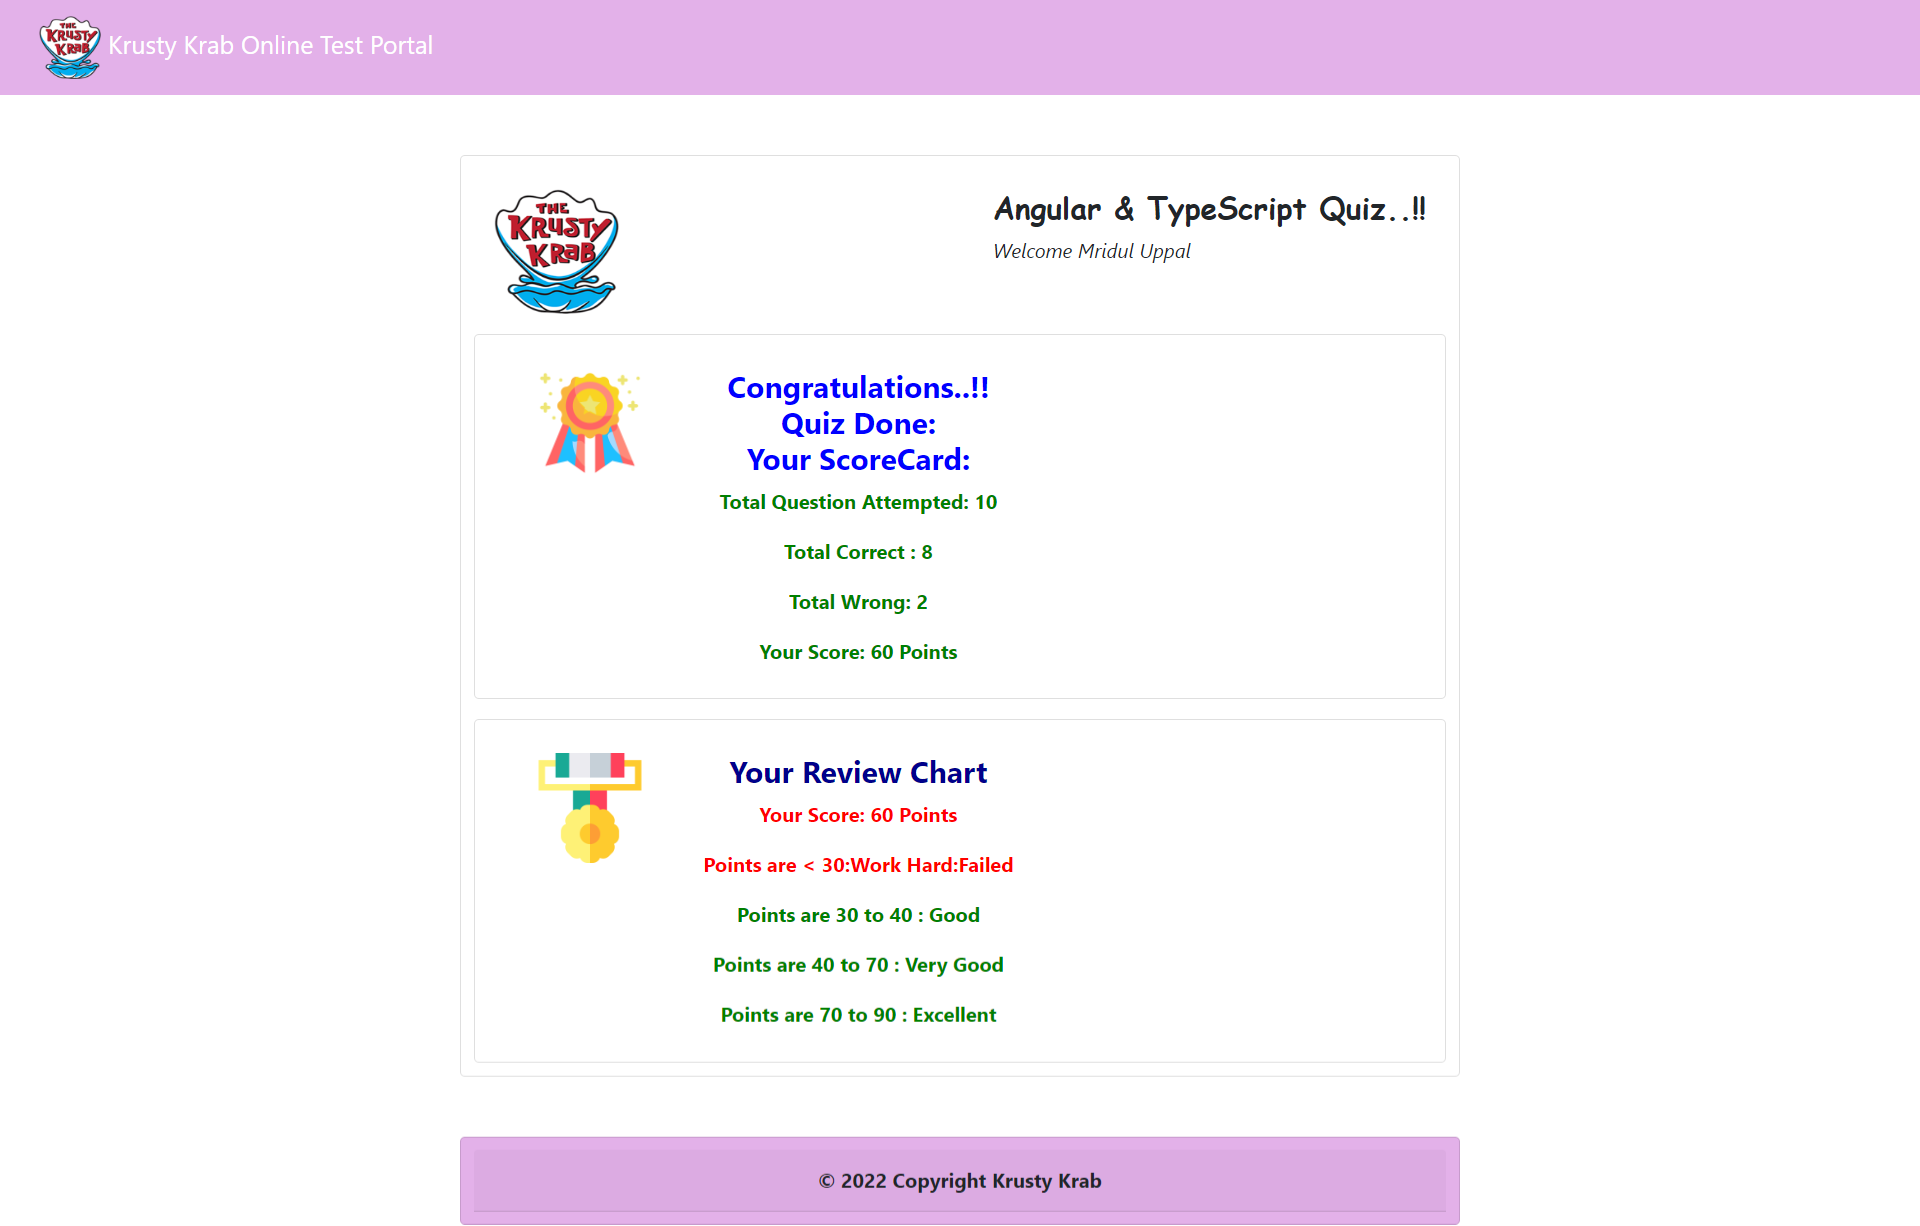 THE
KRUSTY
KRAB
Krusty Krab Online Test Portal
THE
KRUSTY
KRAB
Angular & TypeScript Quiz..!!
Welcome Mridul Uppal
Congratulations..!!
Quiz Done:
Your ScoreCard:
Total Question Attempted: 10
Total Correct : 8
Total Wrong: 2
Your Score: 60 Points
Your Review Chart
Your Score: 60 Points
Points are < 30:Work Hard:Failed
Points are 30 to 40 : Good
Points are 40 to 70 : Very Good
Points are 70 to 90 : Excellent
© 2022 Copyright Krusty Krab